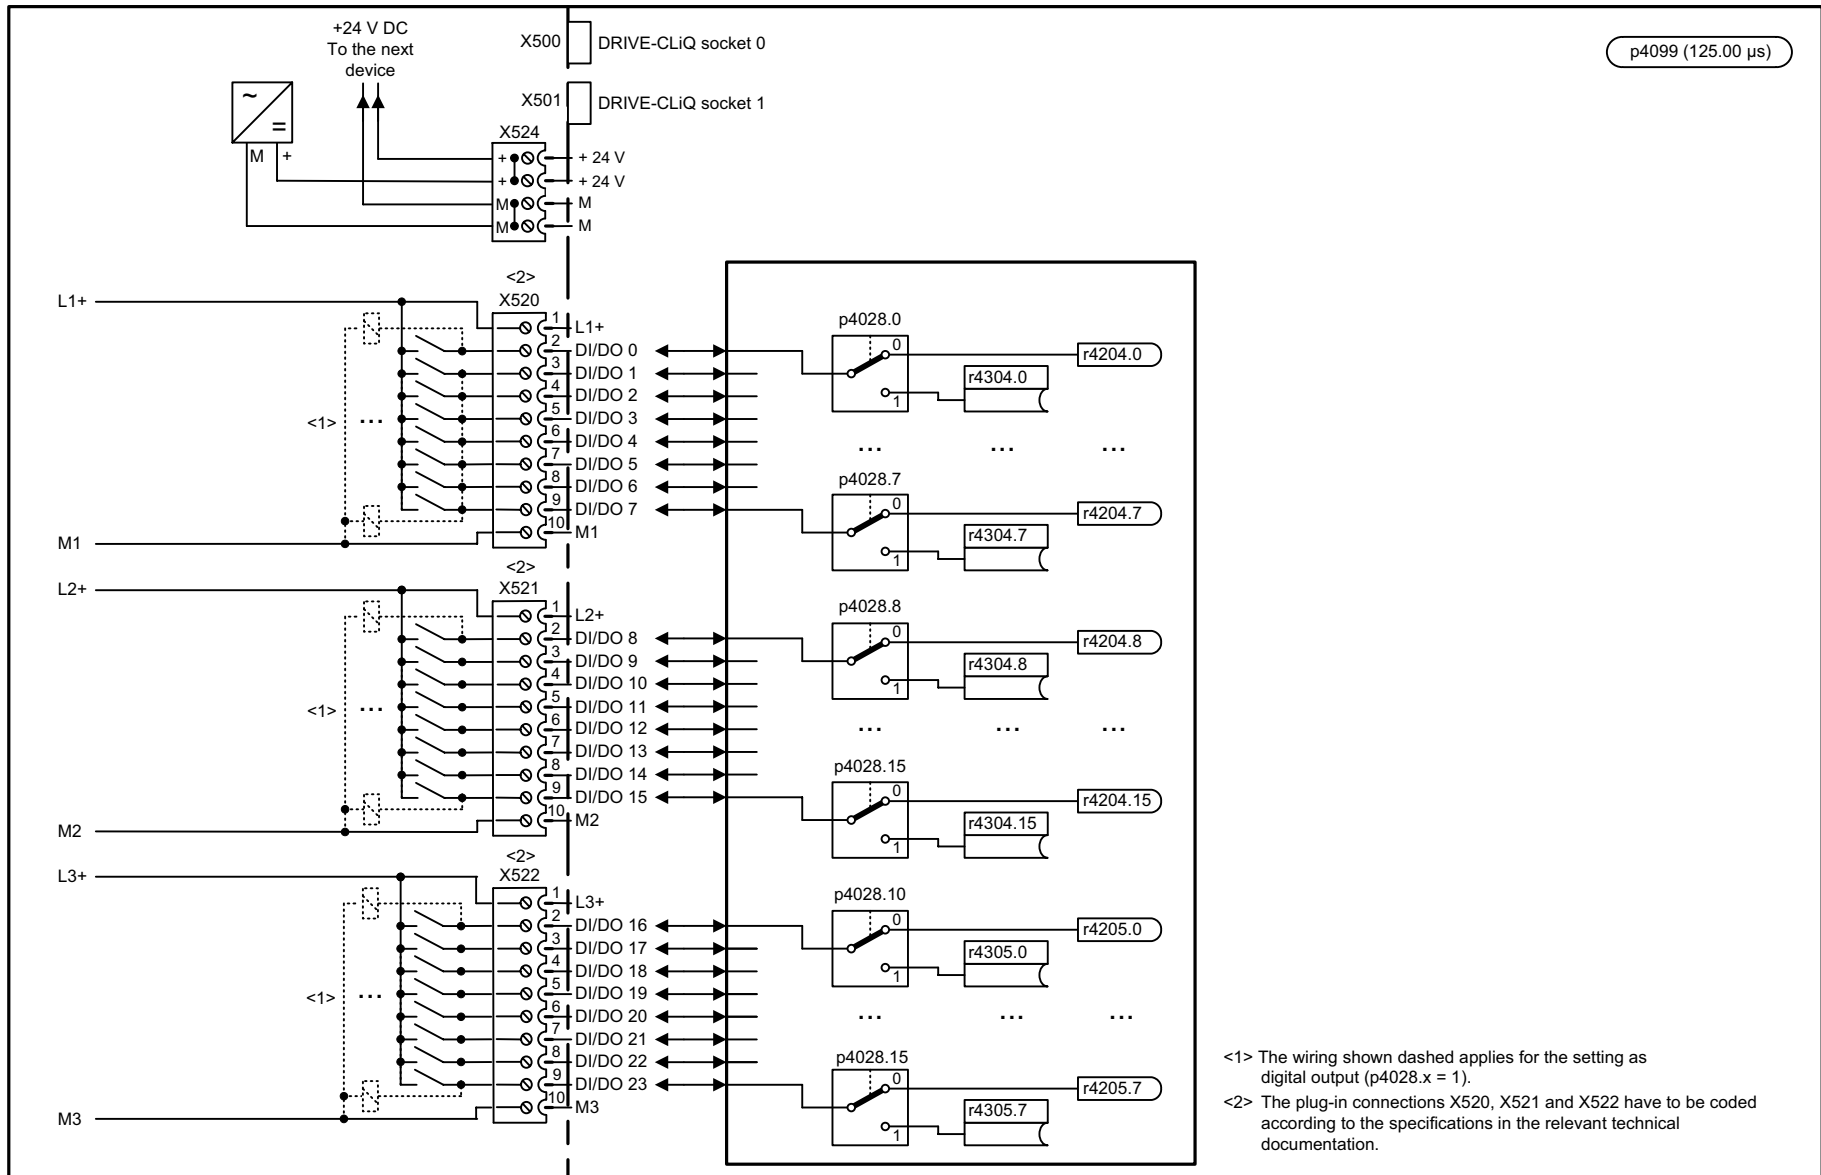 +24 V DC
To the next
device
X500
DRIVE-CLiQ socket 0
p4099 (125.00 µs)
X501
DRIVE-CLiQ socket 1
~
=
M +
X524
+ + 24 V
+ + 24 V
M M
M M
<2>
X520
L1+
1 L1+
2 DI/DO 0
3 DI/DO 1
4 DI/DO 2
5 DI/DO 3
<1> ...
6 DI/DO 4
7 DI/DO 5
8 DI/DO 6
9 DI/DO 7
10 M1
M1
p4028.0
0
1
r4204.0
r4304.0
... ... ...
p4028.7
0
1
r4204.7
r4304.7
<2>
X521
L2+
1 L2+
2 DI/DO 8
3 DI/DO 9
4 DI/DO 10
5 DI/DO 11
<1> ...
6 DI/DO 12
7 DI/DO 13
8 DI/DO 14
9 DI/DO 15
10 M2
M2
p4028.8
0
1
r4204.8
r4304.8
... ... ...
p4028.15
0
1
r4204.15
r4304.15
<2>
X522
L3+
1 L3+
2 DI/DO 16
3 DI/DO 17
4 DI/DO 18
5 DI/DO 19
<1> ...
6 DI/DO 20
7 DI/DO 21
8 DI/DO 22
9 DI/DO 23
10 M3
M3
p4028.10
0
1
r4205.0
r4305.0
... ... ...
p4028.15
0
1
r4205.7
r4305.7
<1> The wiring shown dashed applies for the setting as
digital output (p4028.x = 1).
<2> The plug-in connections X520, X521 and X522 have to be coded
according to the specifications in the relevant technical
documentation.